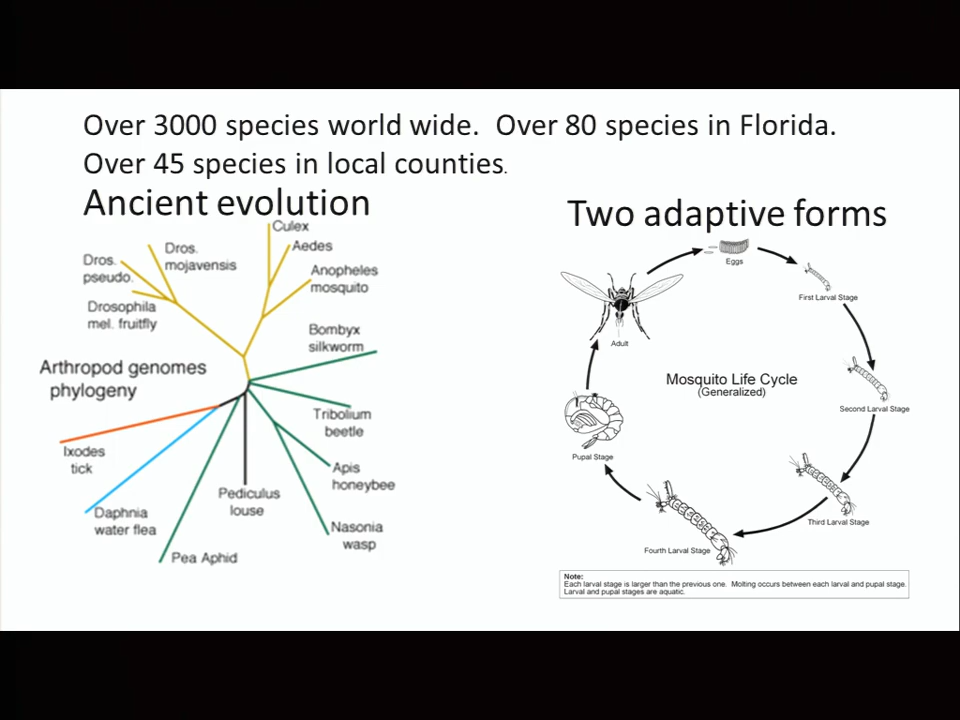 Over 3000 species world wide.  Over 80 species in Florida.
Over 45 species in local counties.
Ancient evolution
Culex
Aedes
Dros.
mojavensis
Dros.
pseudo.
Anopheles
mosquito
Drosophila
mel. fruitfly
Bombyx
silkworm
Arthropod genomes
phylogeny
Tribolium
beetle
Ixodes
tick
Apis
honeybee
Pediculus
louse
Daphnia
water flea
Nasonia
wasp
Pea Aphid
Two adaptive forms
Eggs
First Larval Stage
Adult
Mosquito Life Cycle
(Generalized)
Second Larval Stage
Pupal Stage
Third Larval Stage
Fourth Larval Stage
Note:
Each larval stage is larger than the previous one.  Molting occurs between each larval and pupal stage.
Larval and pupal stages are aquatic.